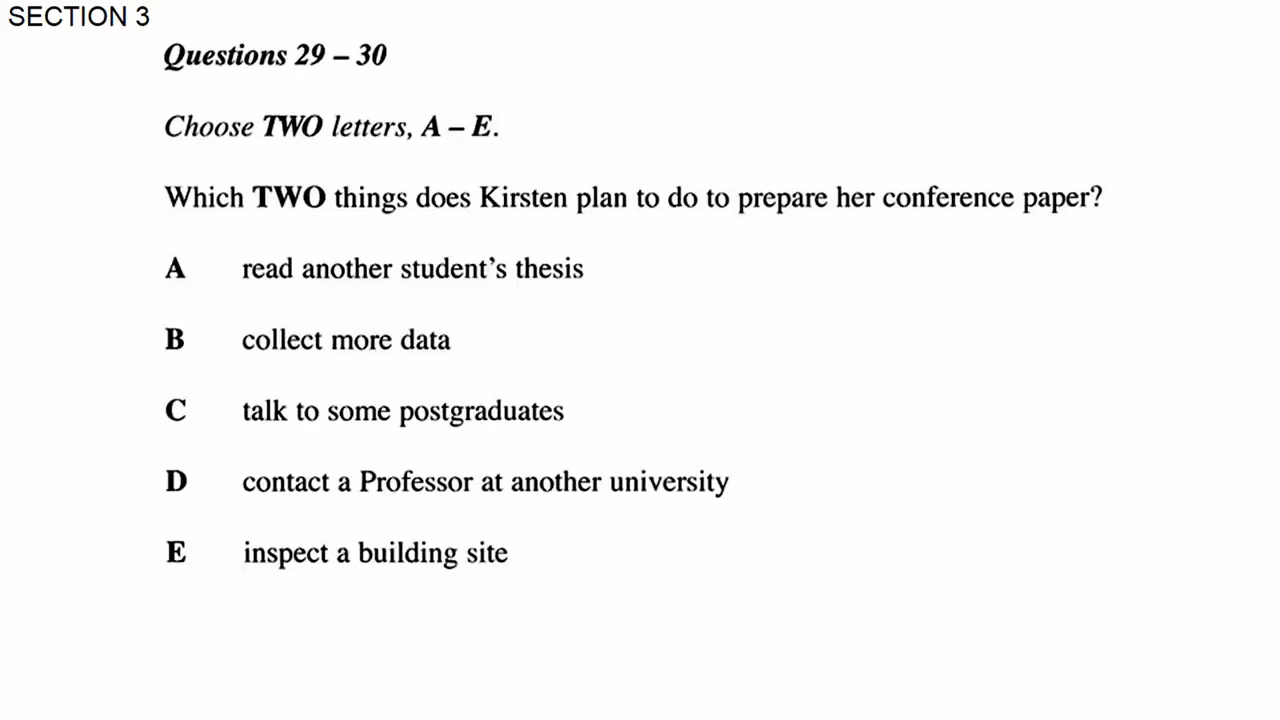 SECTION 3
Questions 29 – 30
Choose TWO letters, A – E.
Which TWO things does Kirsten plan to do to prepare her conference paper?
A read another student's thesis
B collect more data
C talk to some postgraduates
D contact a Professor at another university
E inspect a building site